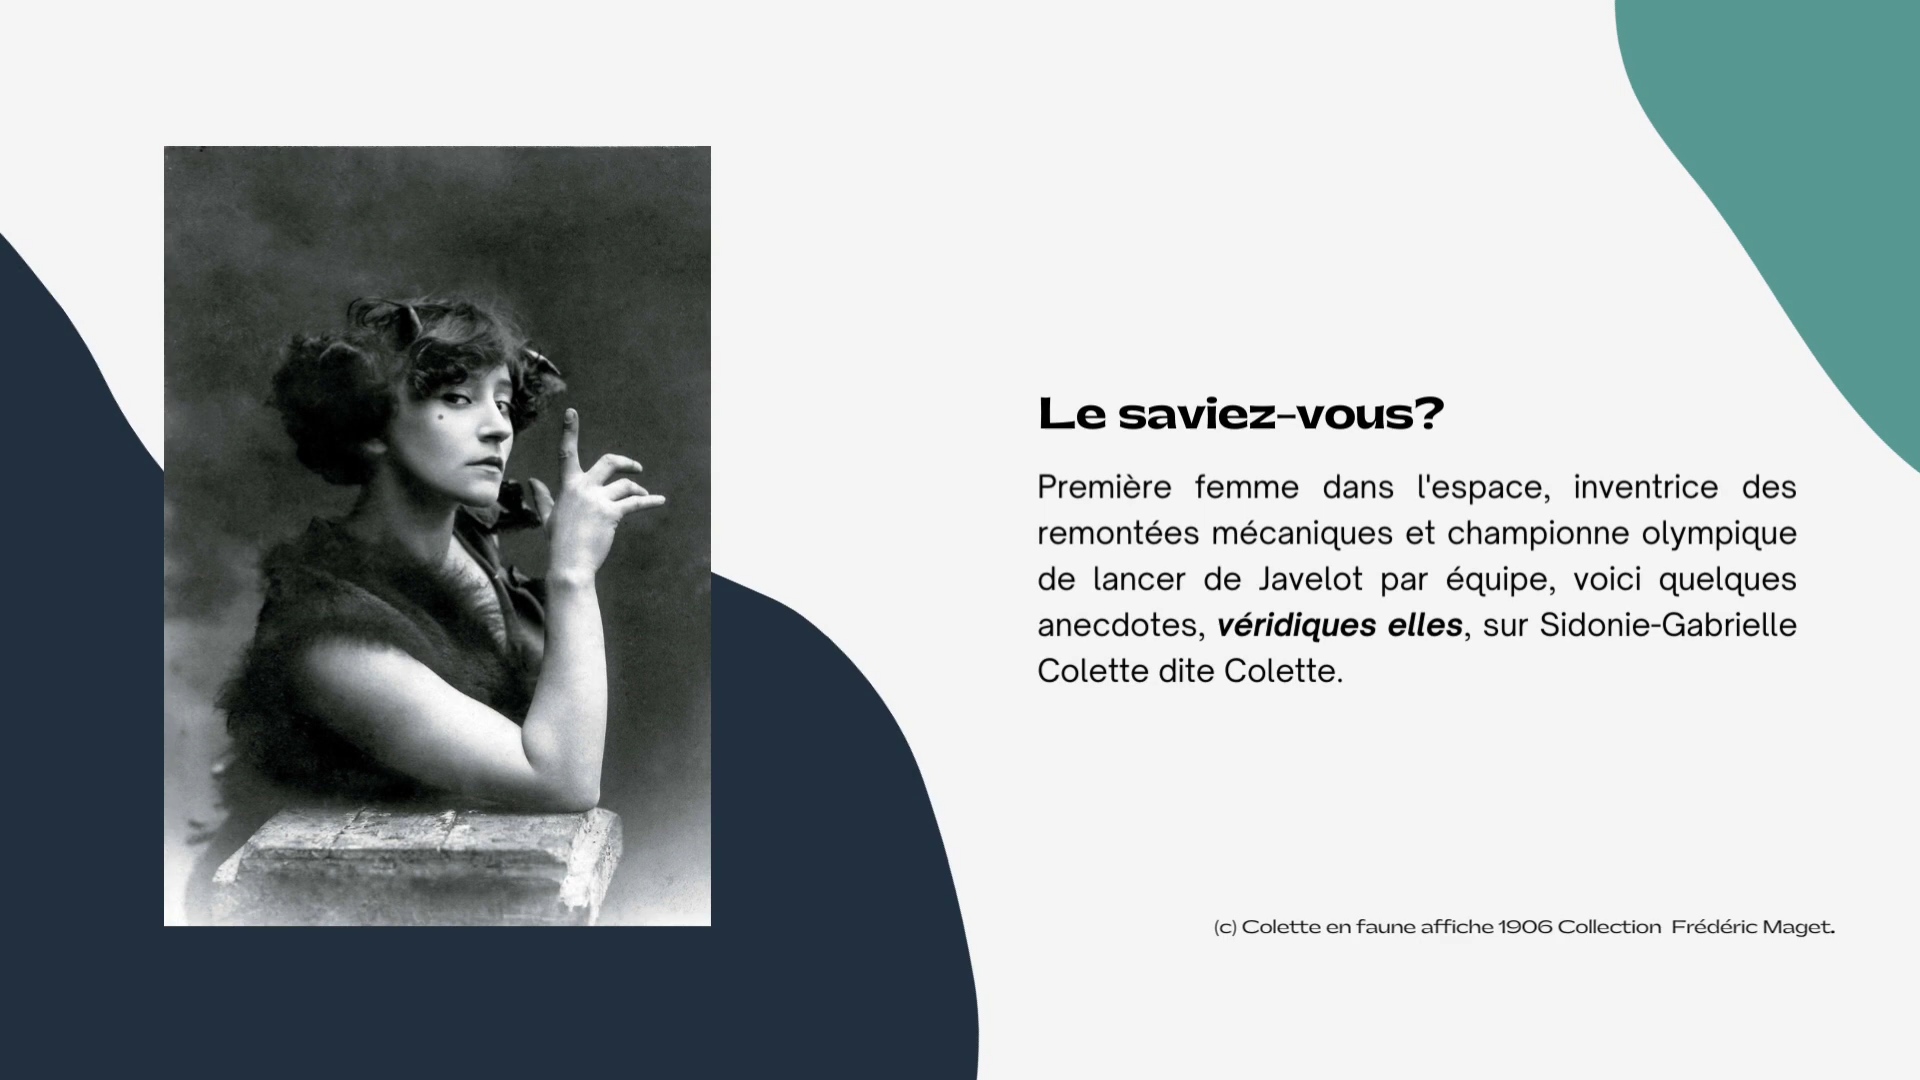 Le saviez-vous?
Première femme dans l'espace, inventrice des
remontées mécaniques et championne olympique
de lancer de Javelot par équipe, voici quelques
anecdotes, véridiques elles, sur Sidonie-Gabrielle
Colette dite Colette.
(c) Colette en faune affiche 1906 Collection  Frédéric Maget.